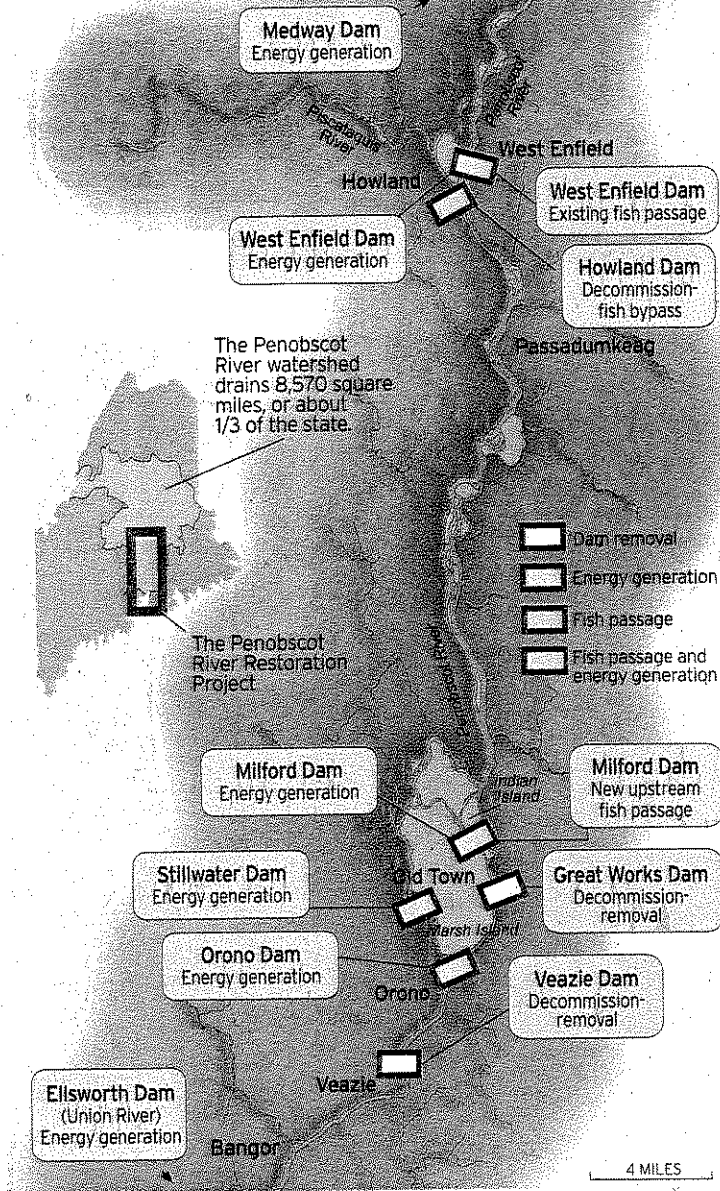 Medway Dam
Energy generation
Piscataquis
River
Penobscot
River
West Enfield
Howland
West Enfield Dam
Existing fish passage
West Enfield Dam
Energy generation
Howland Dam
Decommission-
fish bypass
Passadumkeag
The Penobscot
River watershed
drains 8,570 square
miles, or about
1/3 of the state.
Dam removal
Energy generation
Fish passage
Fish passage and
energy generation
The Penobscot
River Restoration
Project
Penobscot River
Milford Dam
Energy generation
Indian
Island
Milford Dam
New upstream
fish passage
Stillwater Dam
Energy generation
Old Town
Great Works Dam
Decommission-
removal
Marsh Island
Orono Dam
Energy generation
Orono
Veazie Dam
Decommission-
removal
Veazie
Ellsworth Dam
(Union River)
Energy generation
Bangor
4 MILES